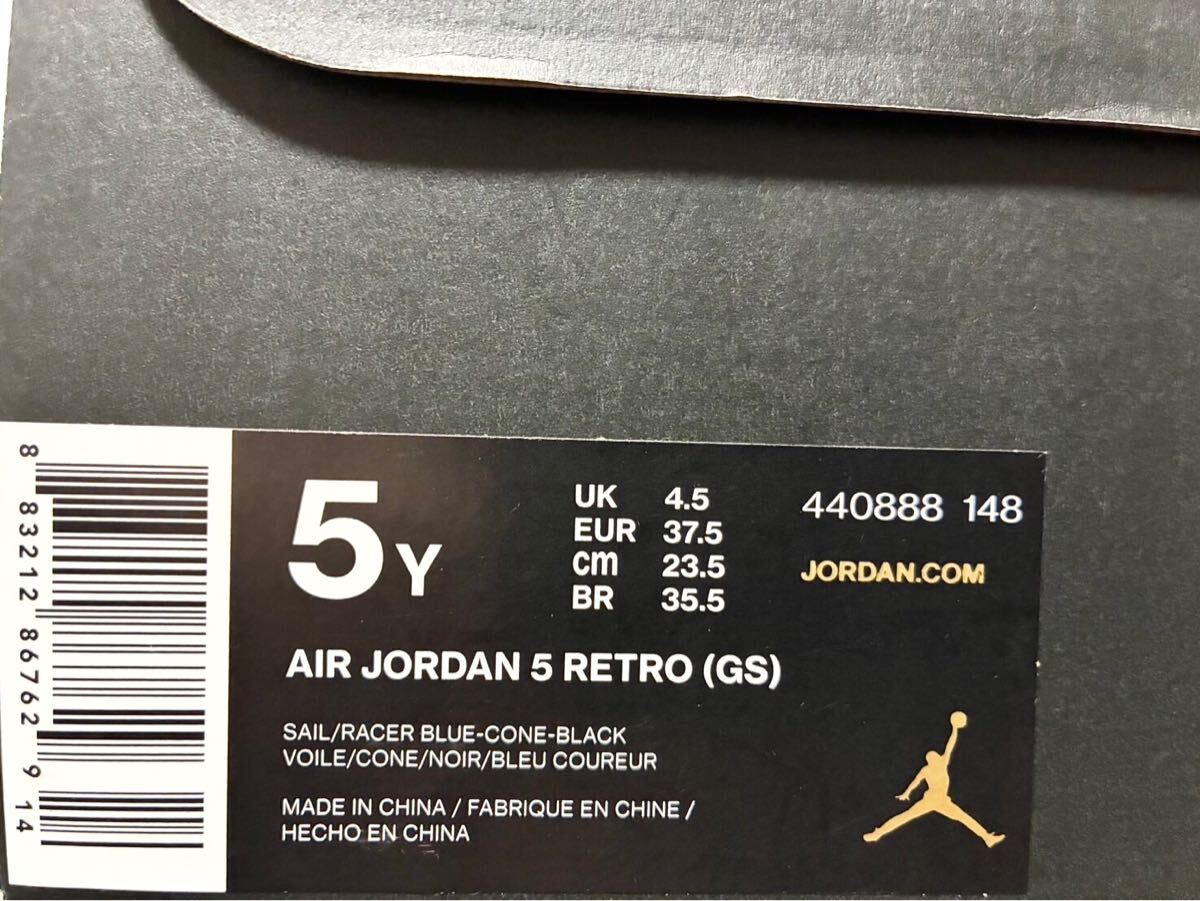 8 83212 86762 9 14
5Y
UK 4.5
EUR 37.5
cm 23.5
BR 35.5
440888 148
JORDAN.COM
AIR JORDAN 5 RETRO (GS)
SAIL/RACER BLUE-CONE-BLACK
VOILE/CONE/NOIR/BLEU COUREUR
MADE IN CHINA / FABRIQUE EN CHINE /
HECHO EN CHINA